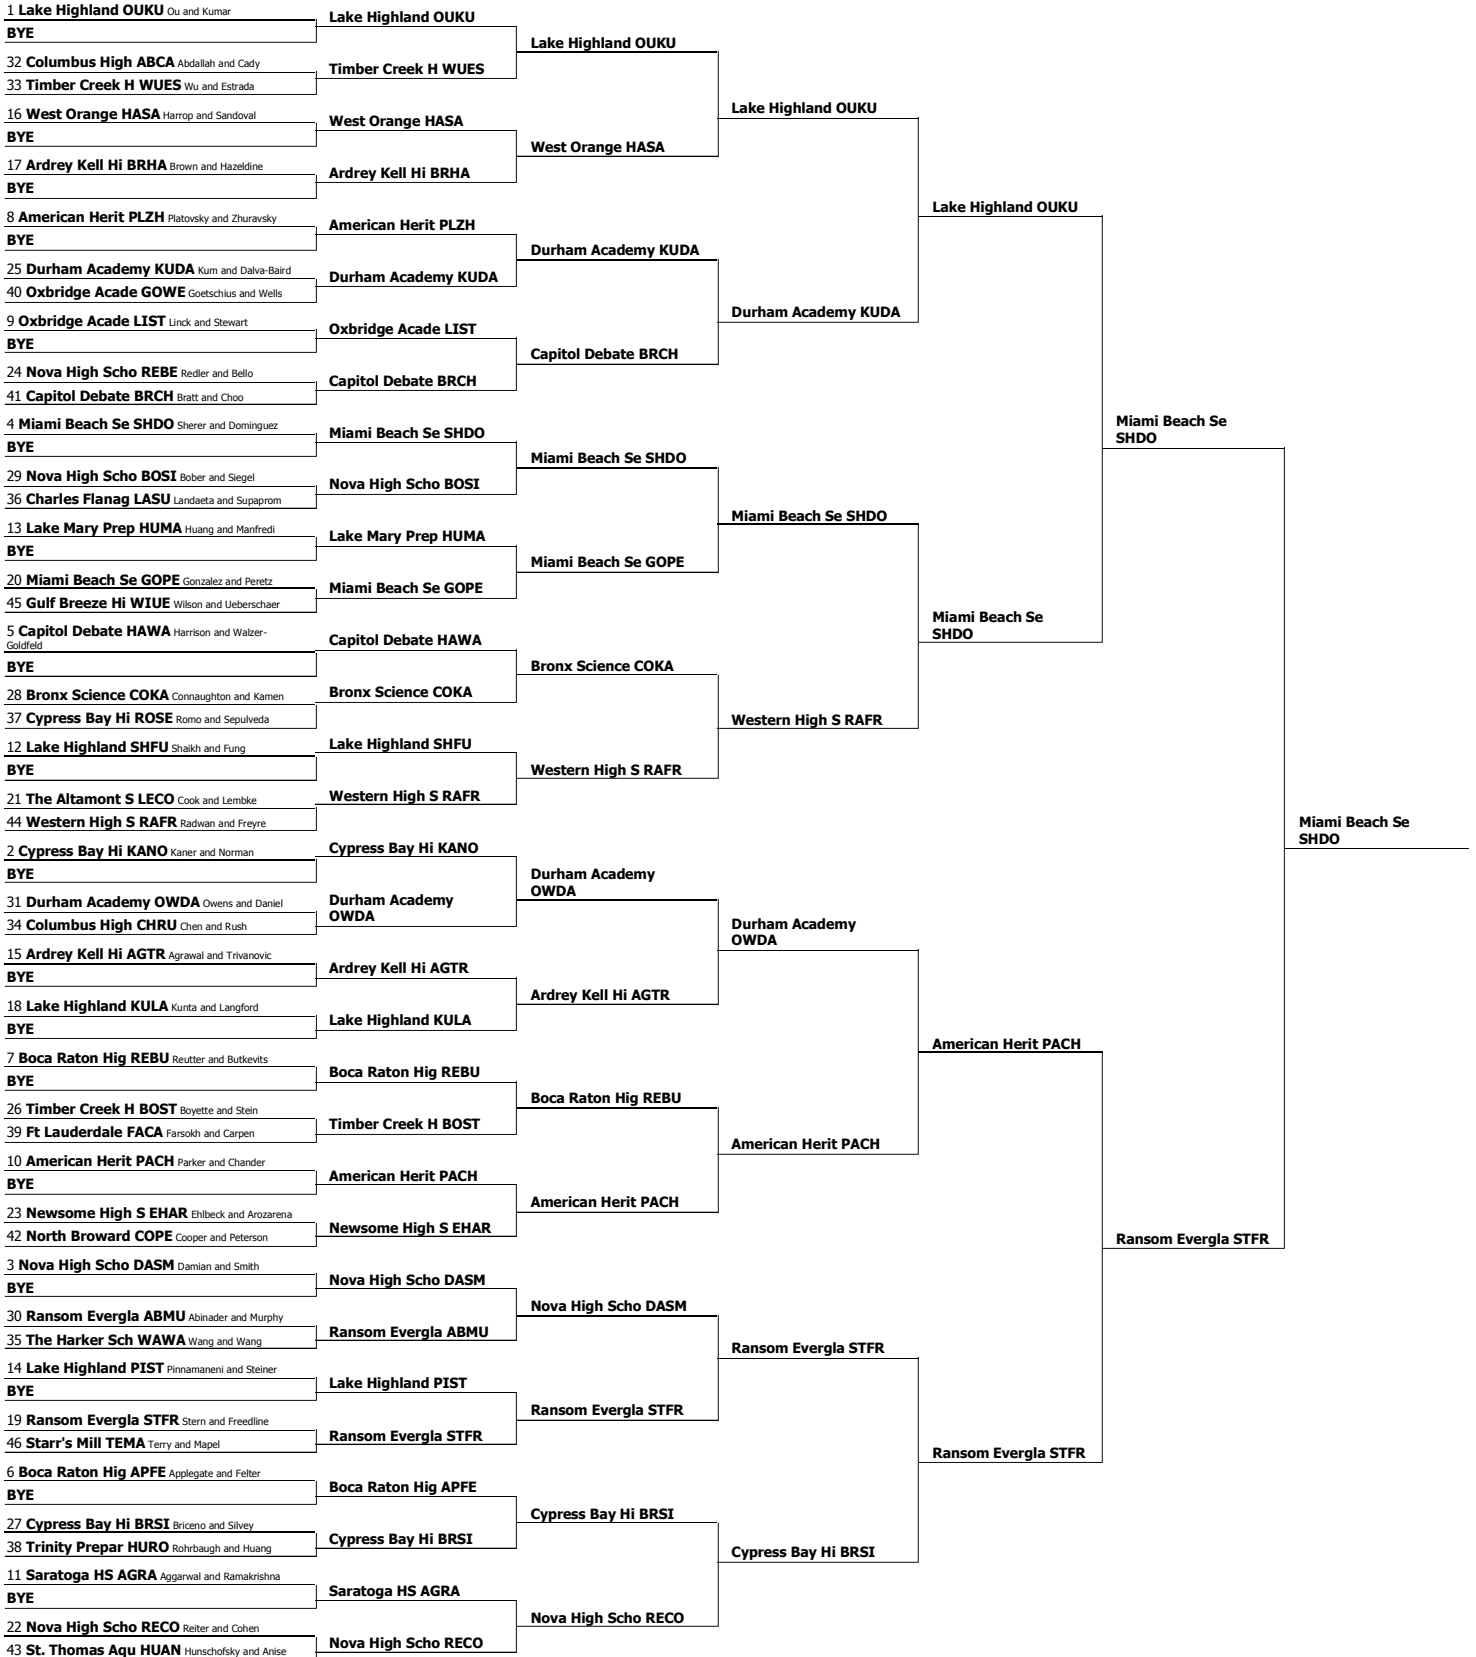 1 Lake Highland OUKU Ou and Kumar
BYE
32 Columbus High ABCA Abdallah and Cady
33 Timber Creek H WUES Wu and Estrada
16 West Orange HASA Harrop and Sandoval
BYE
17 Ardrey Kell Hi BRHA Brown and Hazeldine
BYE
8 American Herit PLZH Platovsky and Zhuravsky
BYE
25 Durham Academy KUDA Kum and Dalva-Baird
40 Oxbridge Acade GOWE Goetschius and Wells
9 Oxbridge Acade LIST Linck and Stewart
BYE
24 Nova High Scho REBE Redler and Bello
41 Capitol Debate BRCH Bratt and Choo
4 Miami Beach Se SHDO Sherer and Dominguez
BYE
29 Nova High Scho BOSI Bober and Siegel
36 Charles Flanag LASU Landaeta and Supaprom
13 Lake Mary Prep HUMA Huang and Manfredi
BYE
20 Miami Beach Se GOPE Gonzalez and Peretz
45 Gulf Breeze Hi WIUE Wilson and Ueberschaer
5 Capitol Debate HAWA Harrison and Walzer-
Goldfeld
BYE
28 Bronx Science COKA Connaughton and Kamen
37 Cypress Bay Hi ROSE Romo and Sepulveda
12 Lake Highland SHFU Shaikh and Fung
BYE
21 The Altamont S LECO Cook and Lembke
44 Western High S RAFR Radwan and Freyre
2 Cypress Bay Hi KANO Kaner and Norman
BYE
31 Durham Academy OWDA Owens and Daniel
34 Columbus High CHRU Chen and Rush
15 Ardrey Kell Hi AGTR Agrawal and Trivanovic
BYE
18 Lake Highland KULA Kunta and Langford
BYE
7 Boca Raton Hig REBU Reutter and Butkevits
BYE
26 Timber Creek H BOST Boyette and Stein
39 Ft Lauderdale FACA Farsokh and Carpen
10 American Herit PACH Parker and Chander
BYE
23 Newsome High S EHAR Ehlbeck and Arozarena
42 North Broward COPE Cooper and Peterson
3 Nova High Scho DASM Damian and Smith
BYE
30 Ransom Evergla ABMU Abinader and Murphy
35 The Harker Sch WAWA Wang and Wang
14 Lake Highland PIST Pinnamaneni and Steiner
BYE
19 Ransom Evergla STFR Stern and Freedline
46 Starr's Mill TEMA Terry and Mapel
6 Boca Raton Hig APFE Applegate and Felter
BYE
27 Cypress Bay Hi BRSI Briceno and Silvey
38 Trinity Prepar HURO Rohrbaugh and Huang
11 Saratoga HS AGRA Aggarwal and Ramakrishna
BYE
22 Nova High Scho RECO Reiter and Cohen
43 St. Thomas Aqu HUAN Hunschofsky and Anise
Lake Highland OUKU
Timber Creek H WUES
West Orange HASA
Ardrey Kell Hi BRHA
American Herit PLZH
Durham Academy KUDA
Oxbridge Acade LIST
Capitol Debate BRCH
Miami Beach Se SHDO
Nova High Scho BOSI
Lake Mary Prep HUMA
Miami Beach Se GOPE
Capitol Debate HAWA
Bronx Science COKA
Lake Highland SHFU
Western High S RAFR
Cypress Bay Hi KANO
Durham Academy
OWDA
Ardrey Kell Hi AGTR
Lake Highland KULA
Boca Raton Hig REBU
Timber Creek H BOST
American Herit PACH
Newsome High S EHAR
Nova High Scho DASM
Ransom Evergla ABMU
Lake Highland PIST
Ransom Evergla STFR
Boca Raton Hig APFE
Cypress Bay Hi BRSI
Saratoga HS AGRA
Nova High Scho RECO
Lake Highland OUKU
West Orange HASA
Durham Academy KUDA
Capitol Debate BRCH
Miami Beach Se SHDO
Miami Beach Se GOPE
Bronx Science COKA
Western High S RAFR
Durham Academy
OWDA
Ardrey Kell Hi AGTR
Boca Raton Hig REBU
American Herit PACH
Nova High Scho DASM
Ransom Evergla STFR
Cypress Bay Hi BRSI
Nova High Scho RECO
Lake Highland OUKU
Durham Academy KUDA
Miami Beach Se SHDO
Western High S RAFR
Durham Academy
OWDA
American Herit PACH
Ransom Evergla STFR
Cypress Bay Hi BRSI
Lake Highland OUKU
Miami Beach Se
SHDO
American Herit PACH
Ransom Evergla STFR
Miami Beach Se
SHDO
Ransom Evergla STFR
Miami Beach Se
SHDO